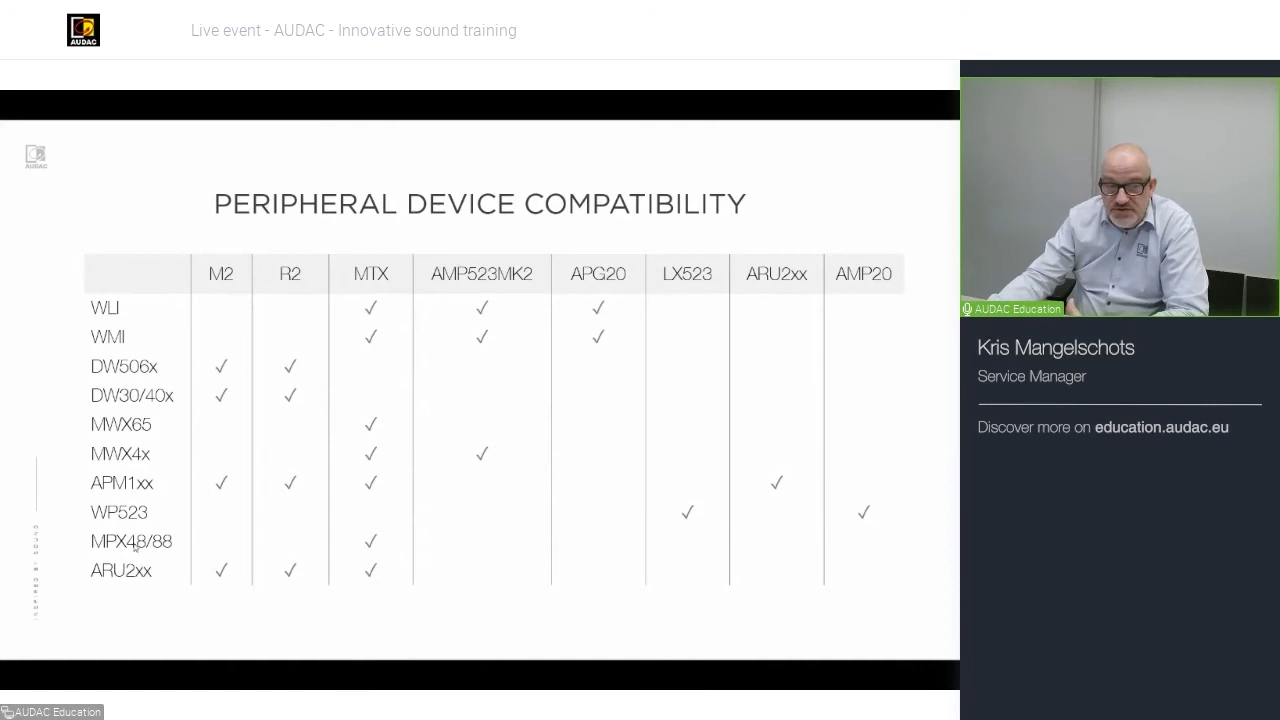 AUDAC
Live event - AUDAC - Innovative sound training
AUDAC
PERIPHERAL DEVICE COMPATIBILITY
M2 R2 MTX AMP523MK2 APG20 LX523 ARU2xx AMP20
WLI ✓ ✓ ✓
WMI ✓ ✓ ✓
DW506x ✓ ✓
DW30/40x ✓ ✓
MWX65 ✓
MWX4x ✓ ✓
APM1xx ✓ ✓ ✓ ✓
WP523 ✓ ✓
MPX48/88 ✓
ARU2xx ✓ ✓ ✓
AUDAC Education
Kris Mangelschots
Service Manager
Discover more on education.audac.eu
AUDAC Education